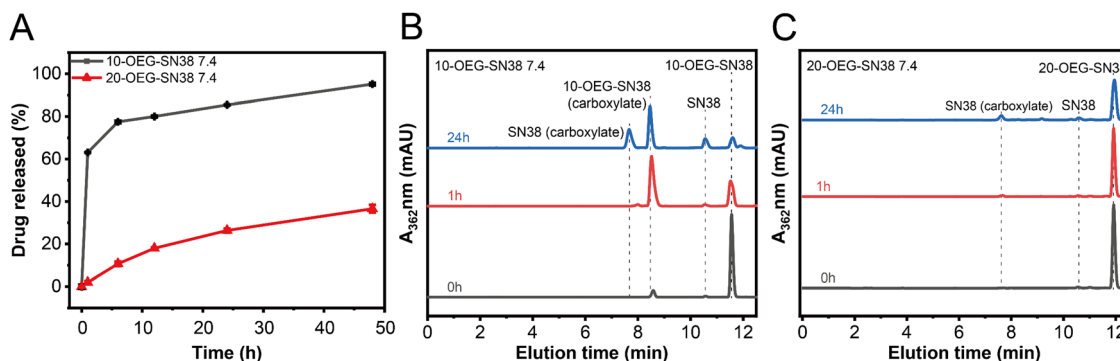 A
10-OEG-SN38 7.4
20-OEG-SN38 7.4
Drug released (%)
100
80
60
40
20
0
0 10 20 30 40 50
Time (h)
B
10-OEG-SN38 7.4
10-OEG-SN38
10-OEG-SN38
(carboxylate)
SN38
SN38 (carboxylate)
24h
1h
0h
A362nm (mAU)
0 2 4 6 8 10 12
Elution time (min)
C
20-OEG-SN38 7.4
20-OEG-SN3
SN38 (carboxylate)
SN38
24h
1h
0h
A362nm (mAU)
0 2 4 6 8 10 12
Elution time (min)